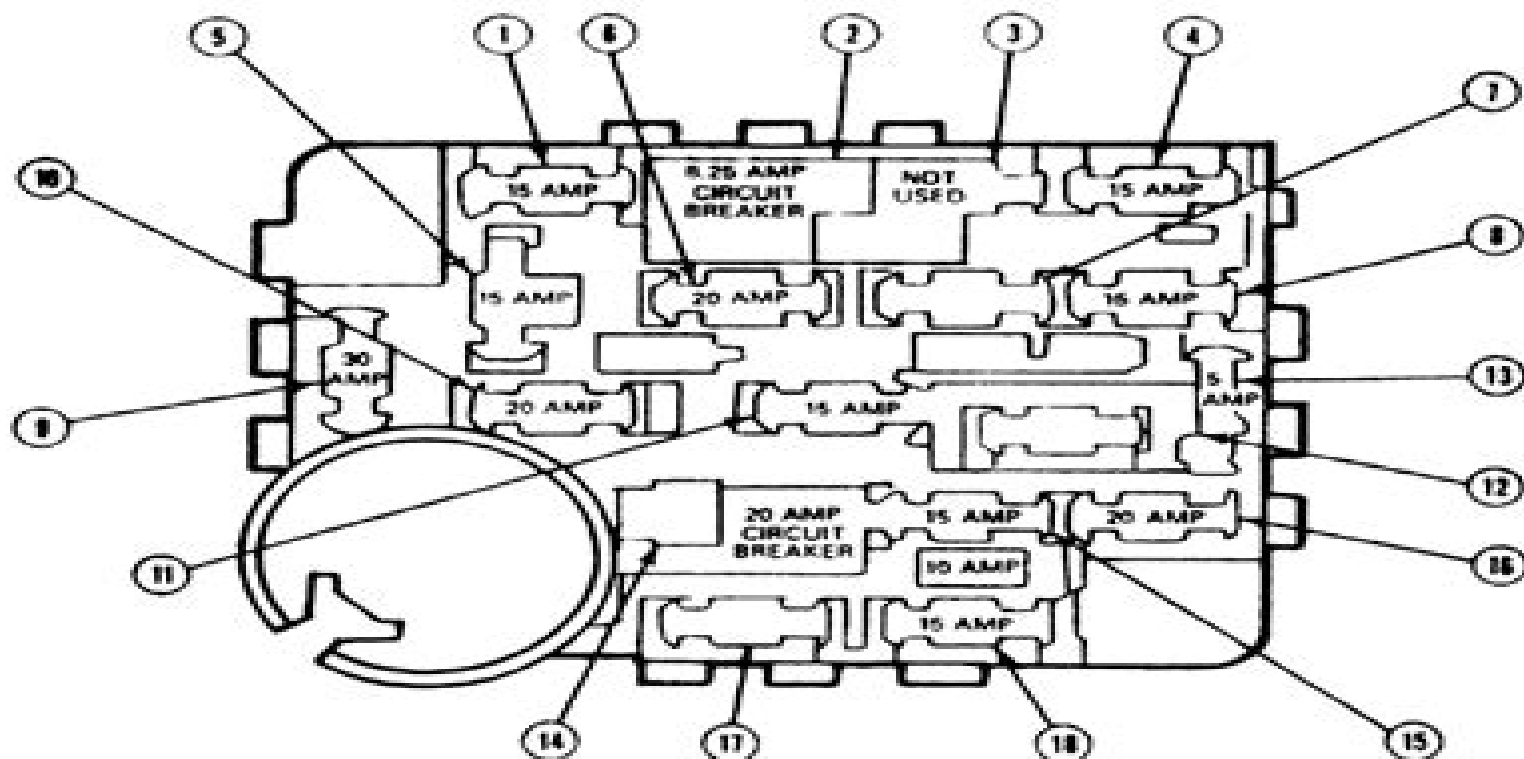 5 1 6 2 3 4
7
15 AMP
8.25 AMP
CIRCUIT
BREAKER
NOT
USED
15 AMP
10
8
15 AMP
20 AMP
15 AMP
30
AMP
13
5
AMP
9
20 AMP
15 AMP
12
20 AMP
CIRCUIT
BREAKER
15 AMP
20 AMP
11
16
10 AMP
15 AMP
14 17 18 15